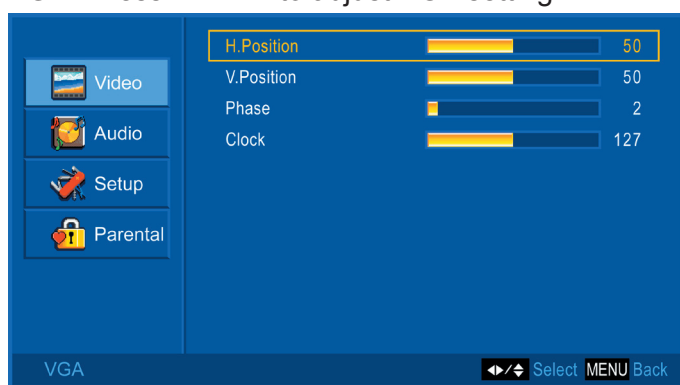 H.Position 50
V.Position 50
Phase 2
Clock 127
Video
Audio
Setup
Parental
VGA
Select MENU Back